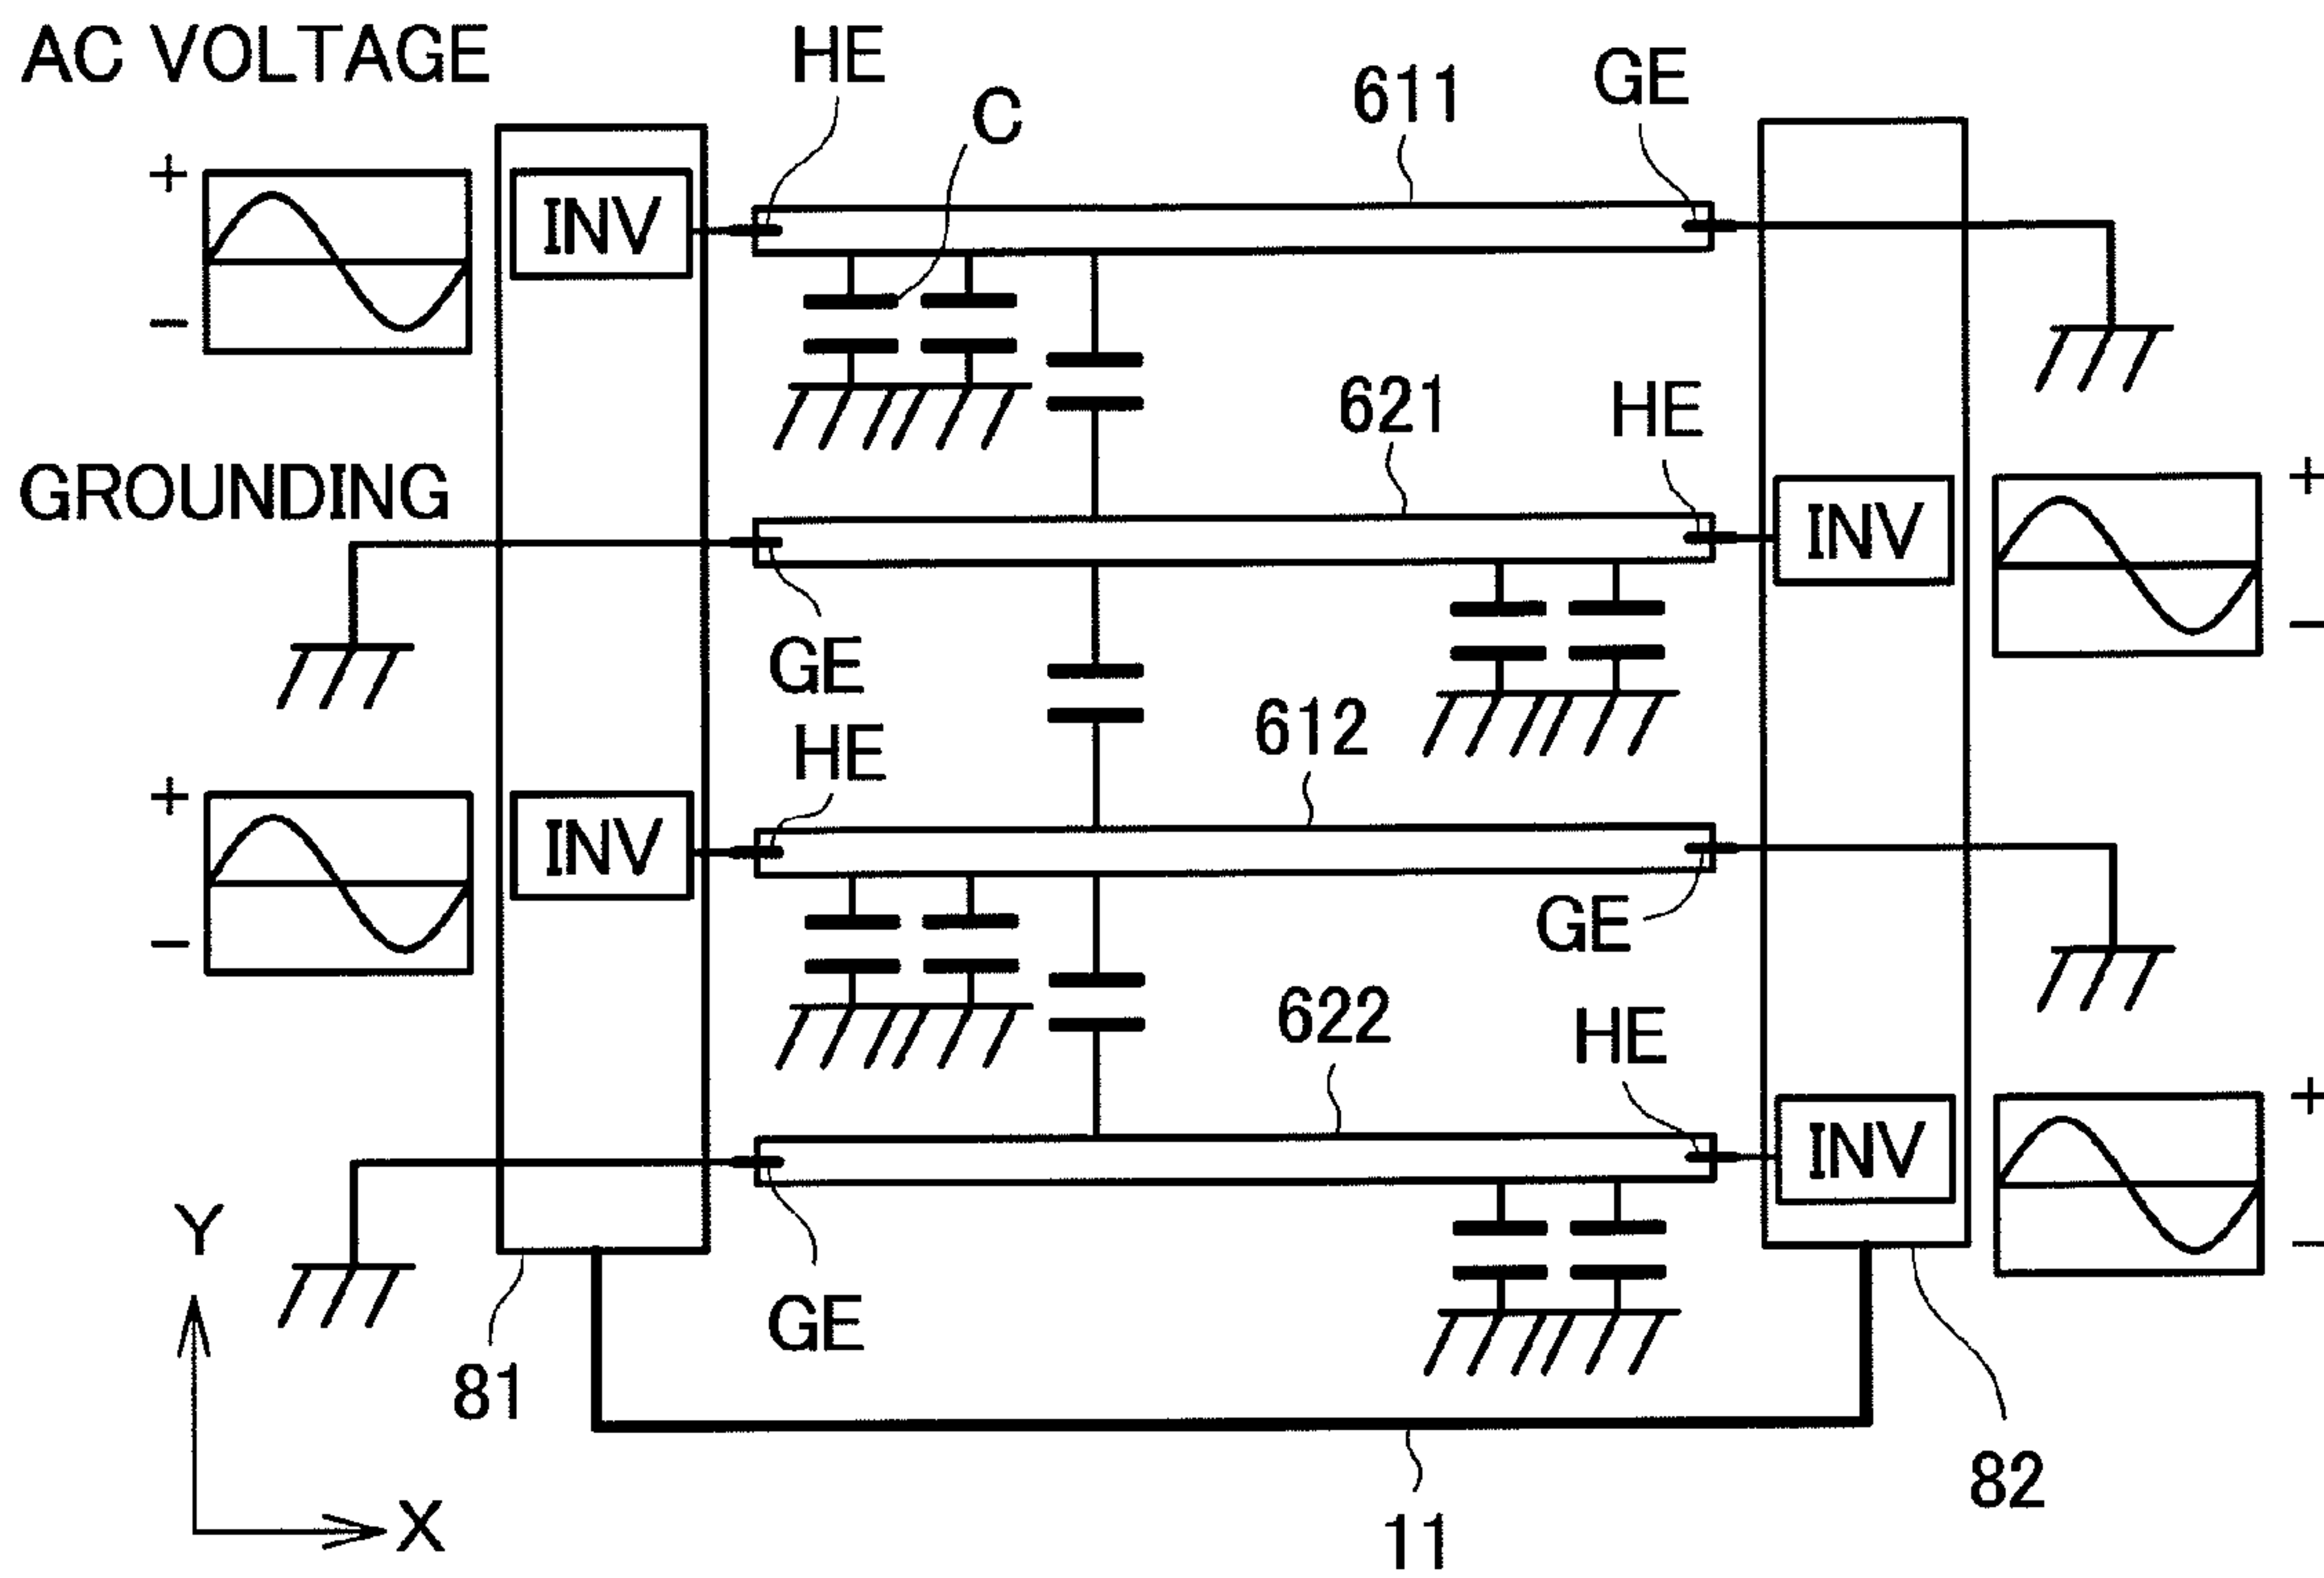 AC VOLTAGE
HE
C
611
GE
+
INV
−
621
HE
GROUNDING
+
INV
−
GE
612
HE
+
INV
−
GE
622
HE
+
INV
−
GE
Y
X
81
82
11